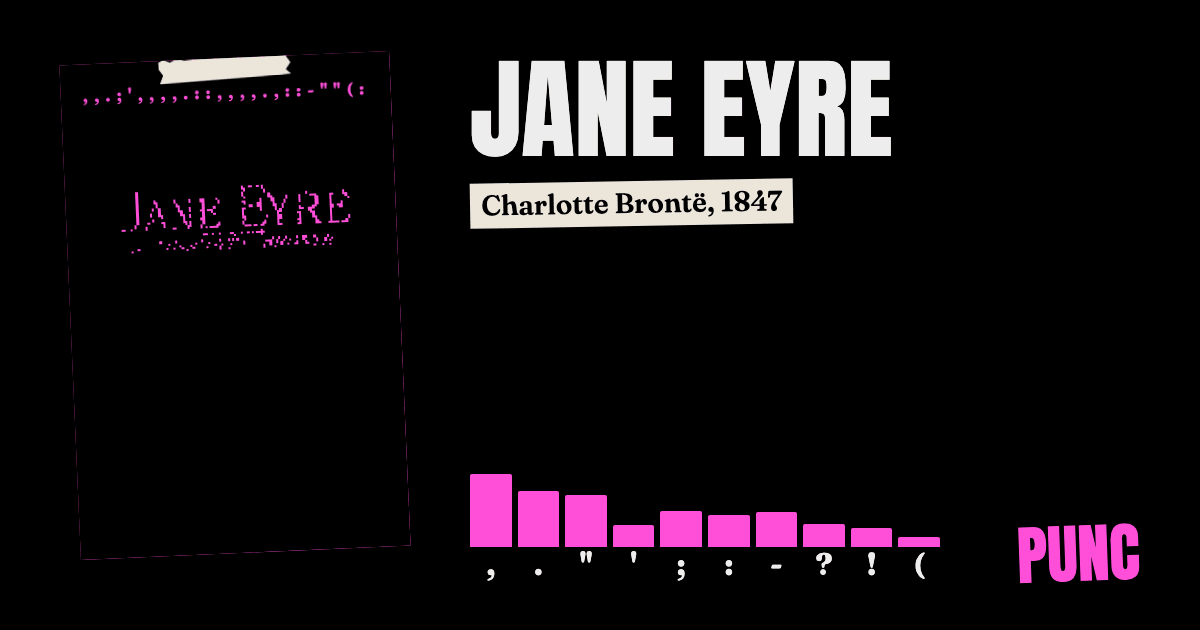 ,,.;',,,,.::,,,,.,::-""(:
JANE EYRE
JANE EYRE
Charlotte Brontë, 1847
, . " ' ; : - ? ! (
PUNC